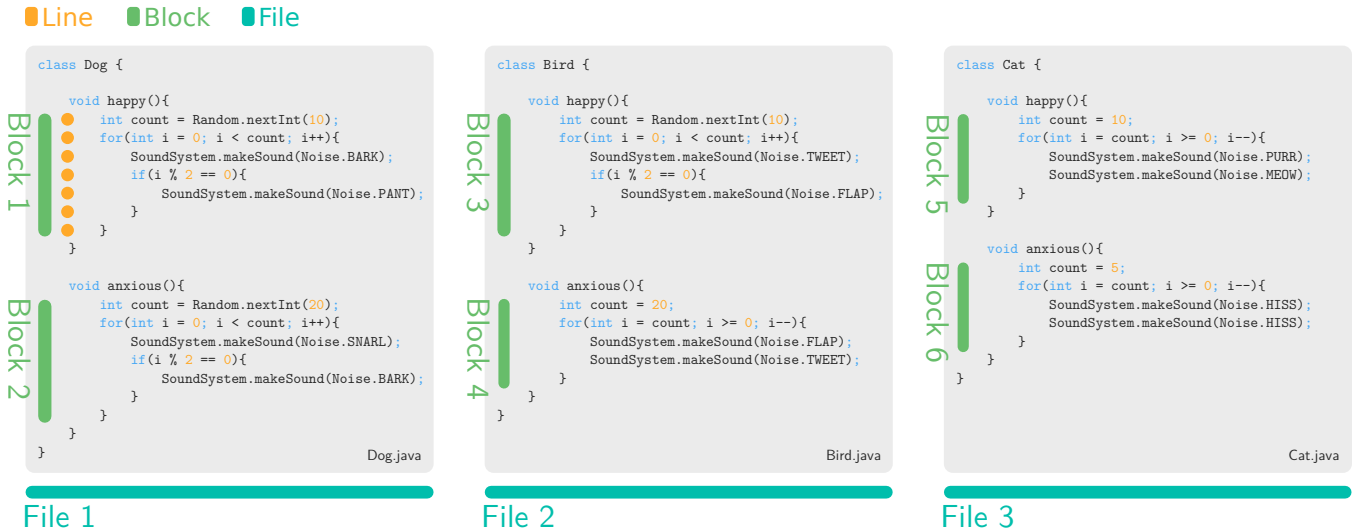 Line Block File
class Dog {
void happy(){
int count = Random.nextInt(10);
for(int i = 0; i < count; i++){
SoundSystem.makeSound(Noise.BARK);
if(i % 2 == 0){
SoundSystem.makeSound(Noise.PANT);
}
}
}
void anxious(){
int count = Random.nextInt(20);
for(int i = 0; i < count; i++){
SoundSystem.makeSound(Noise.SNARL);
if(i % 2 == 0){
SoundSystem.makeSound(Noise.BARK);
}
}
}
}
Dog.java
Block 1
Block 2
File 1
class Bird {
void happy(){
int count = Random.nextInt(10);
for(int i = 0; i < count; i++){
SoundSystem.makeSound(Noise.TWEET);
if(i % 2 == 0){
SoundSystem.makeSound(Noise.FLAP);
}
}
}
void anxious(){
int count = 20;
for(int i = count; i >= 0; i--){
SoundSystem.makeSound(Noise.FLAP);
SoundSystem.makeSound(Noise.TWEET);
}
}
}
Bird.java
Block 3
Block 4
File 2
class Cat {
void happy(){
int count = 10;
for(int i = count; i >= 0; i--){
SoundSystem.makeSound(Noise.PURR);
SoundSystem.makeSound(Noise.MEOW);
}
}
void anxious(){
int count = 5;
for(int i = count; i >= 0; i--){
SoundSystem.makeSound(Noise.HISS);
SoundSystem.makeSound(Noise.HISS);
}
}
}
Cat.java
Block 5
Block 6
File 3